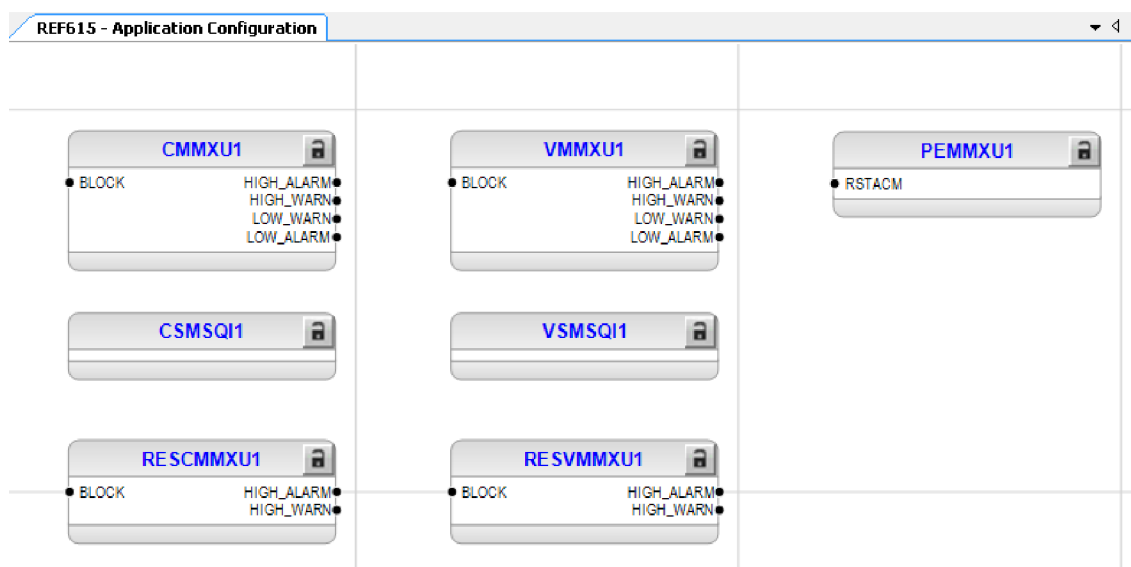 REF615 - Application Configuration
CMMXU1
BLOCK HIGH_ALARM
HIGH_WARN
LOW_WARN
LOW_ALARM
VMMXU1
BLOCK HIGH_ALARM
HIGH_WARN
LOW_WARN
LOW_ALARM
PEMMXU1
RSTACM
CSMSQI1
VSMSQI1
RESCMMXU1
BLOCK HIGH_ALARM
HIGH_WARN
RESVMMXU1
BLOCK HIGH_ALARM
HIGH_WARN